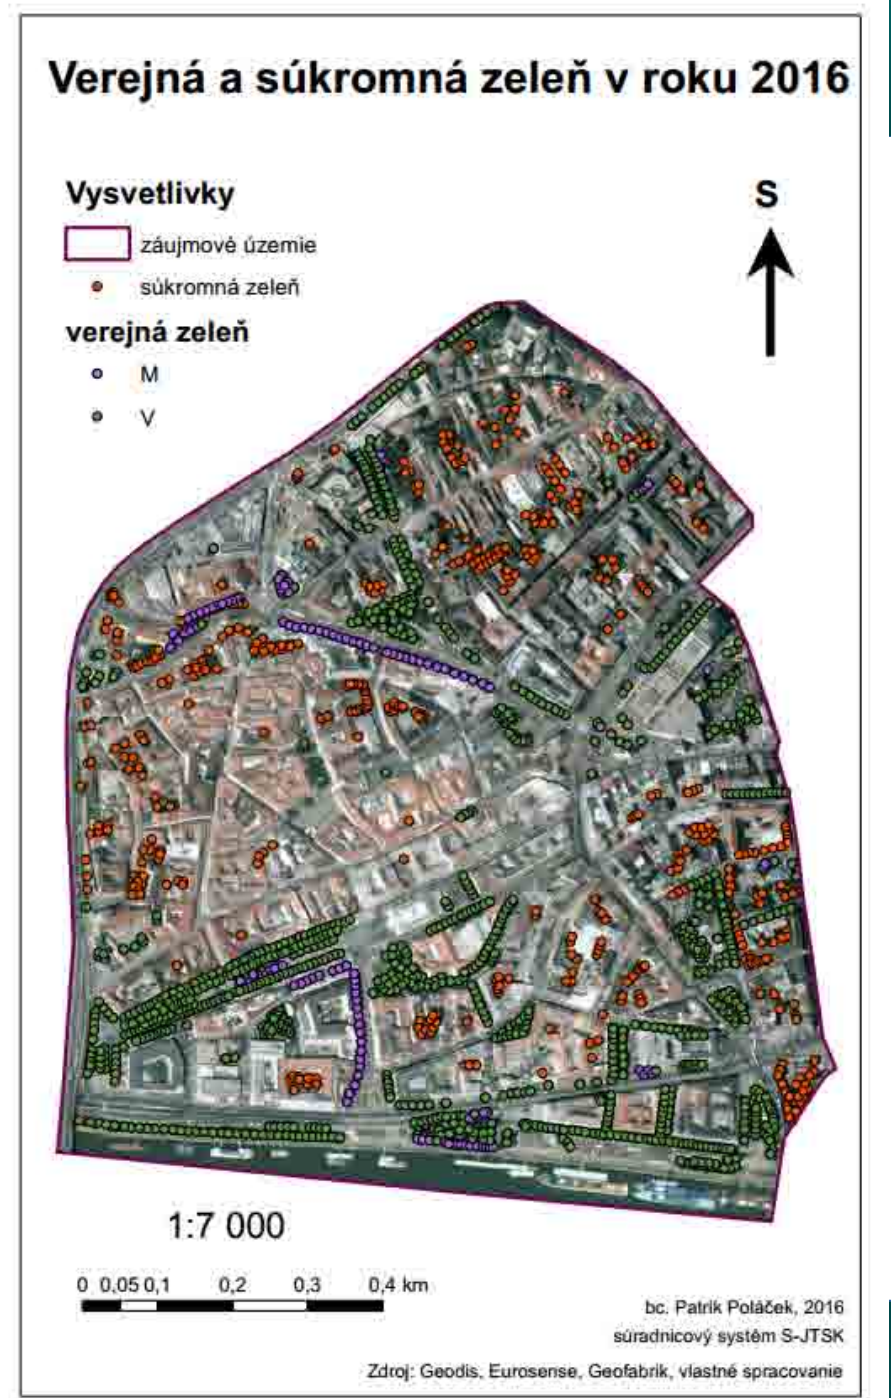 Verejná a súkromná zeleň v roku 2016
Vysvetlivky
záujmové územie
súkromná zeleň
verejná zeleň
M
V
S
1:7 000
0 0,05 0,1 0,2 0,3 0,4 km
bc. Patrik Poláček, 2016
súradnicový systém S-JTSK
Zdroj: Geodis, Eurosense, Geofabrik, vlastné spracovanie